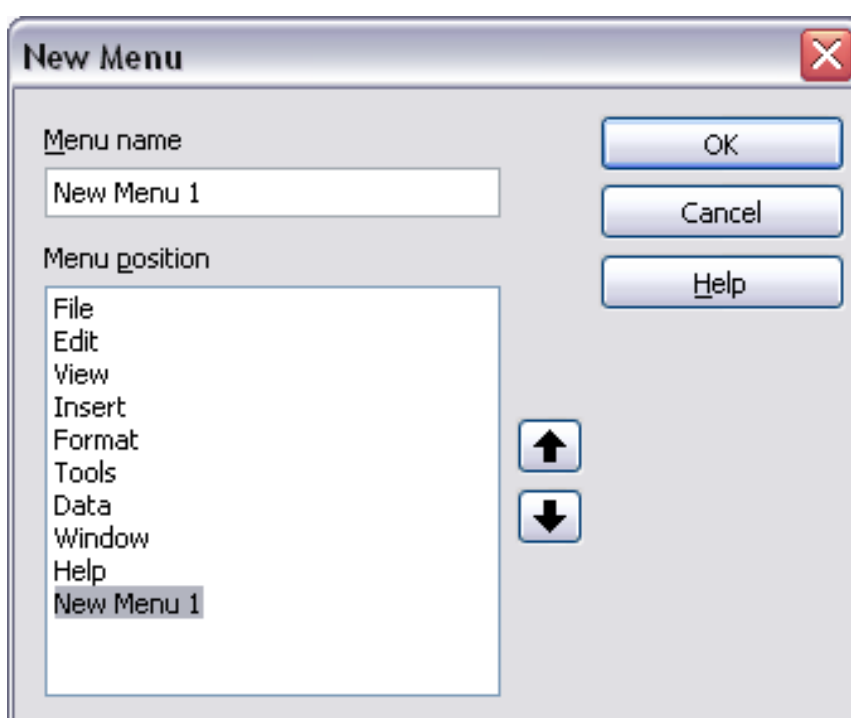 New Menu
Menu name
New Menu 1
OK
Cancel
Help
Menu position
File
Edit
View
Insert
Format
Tools
Data
Window
Help
New Menu 1